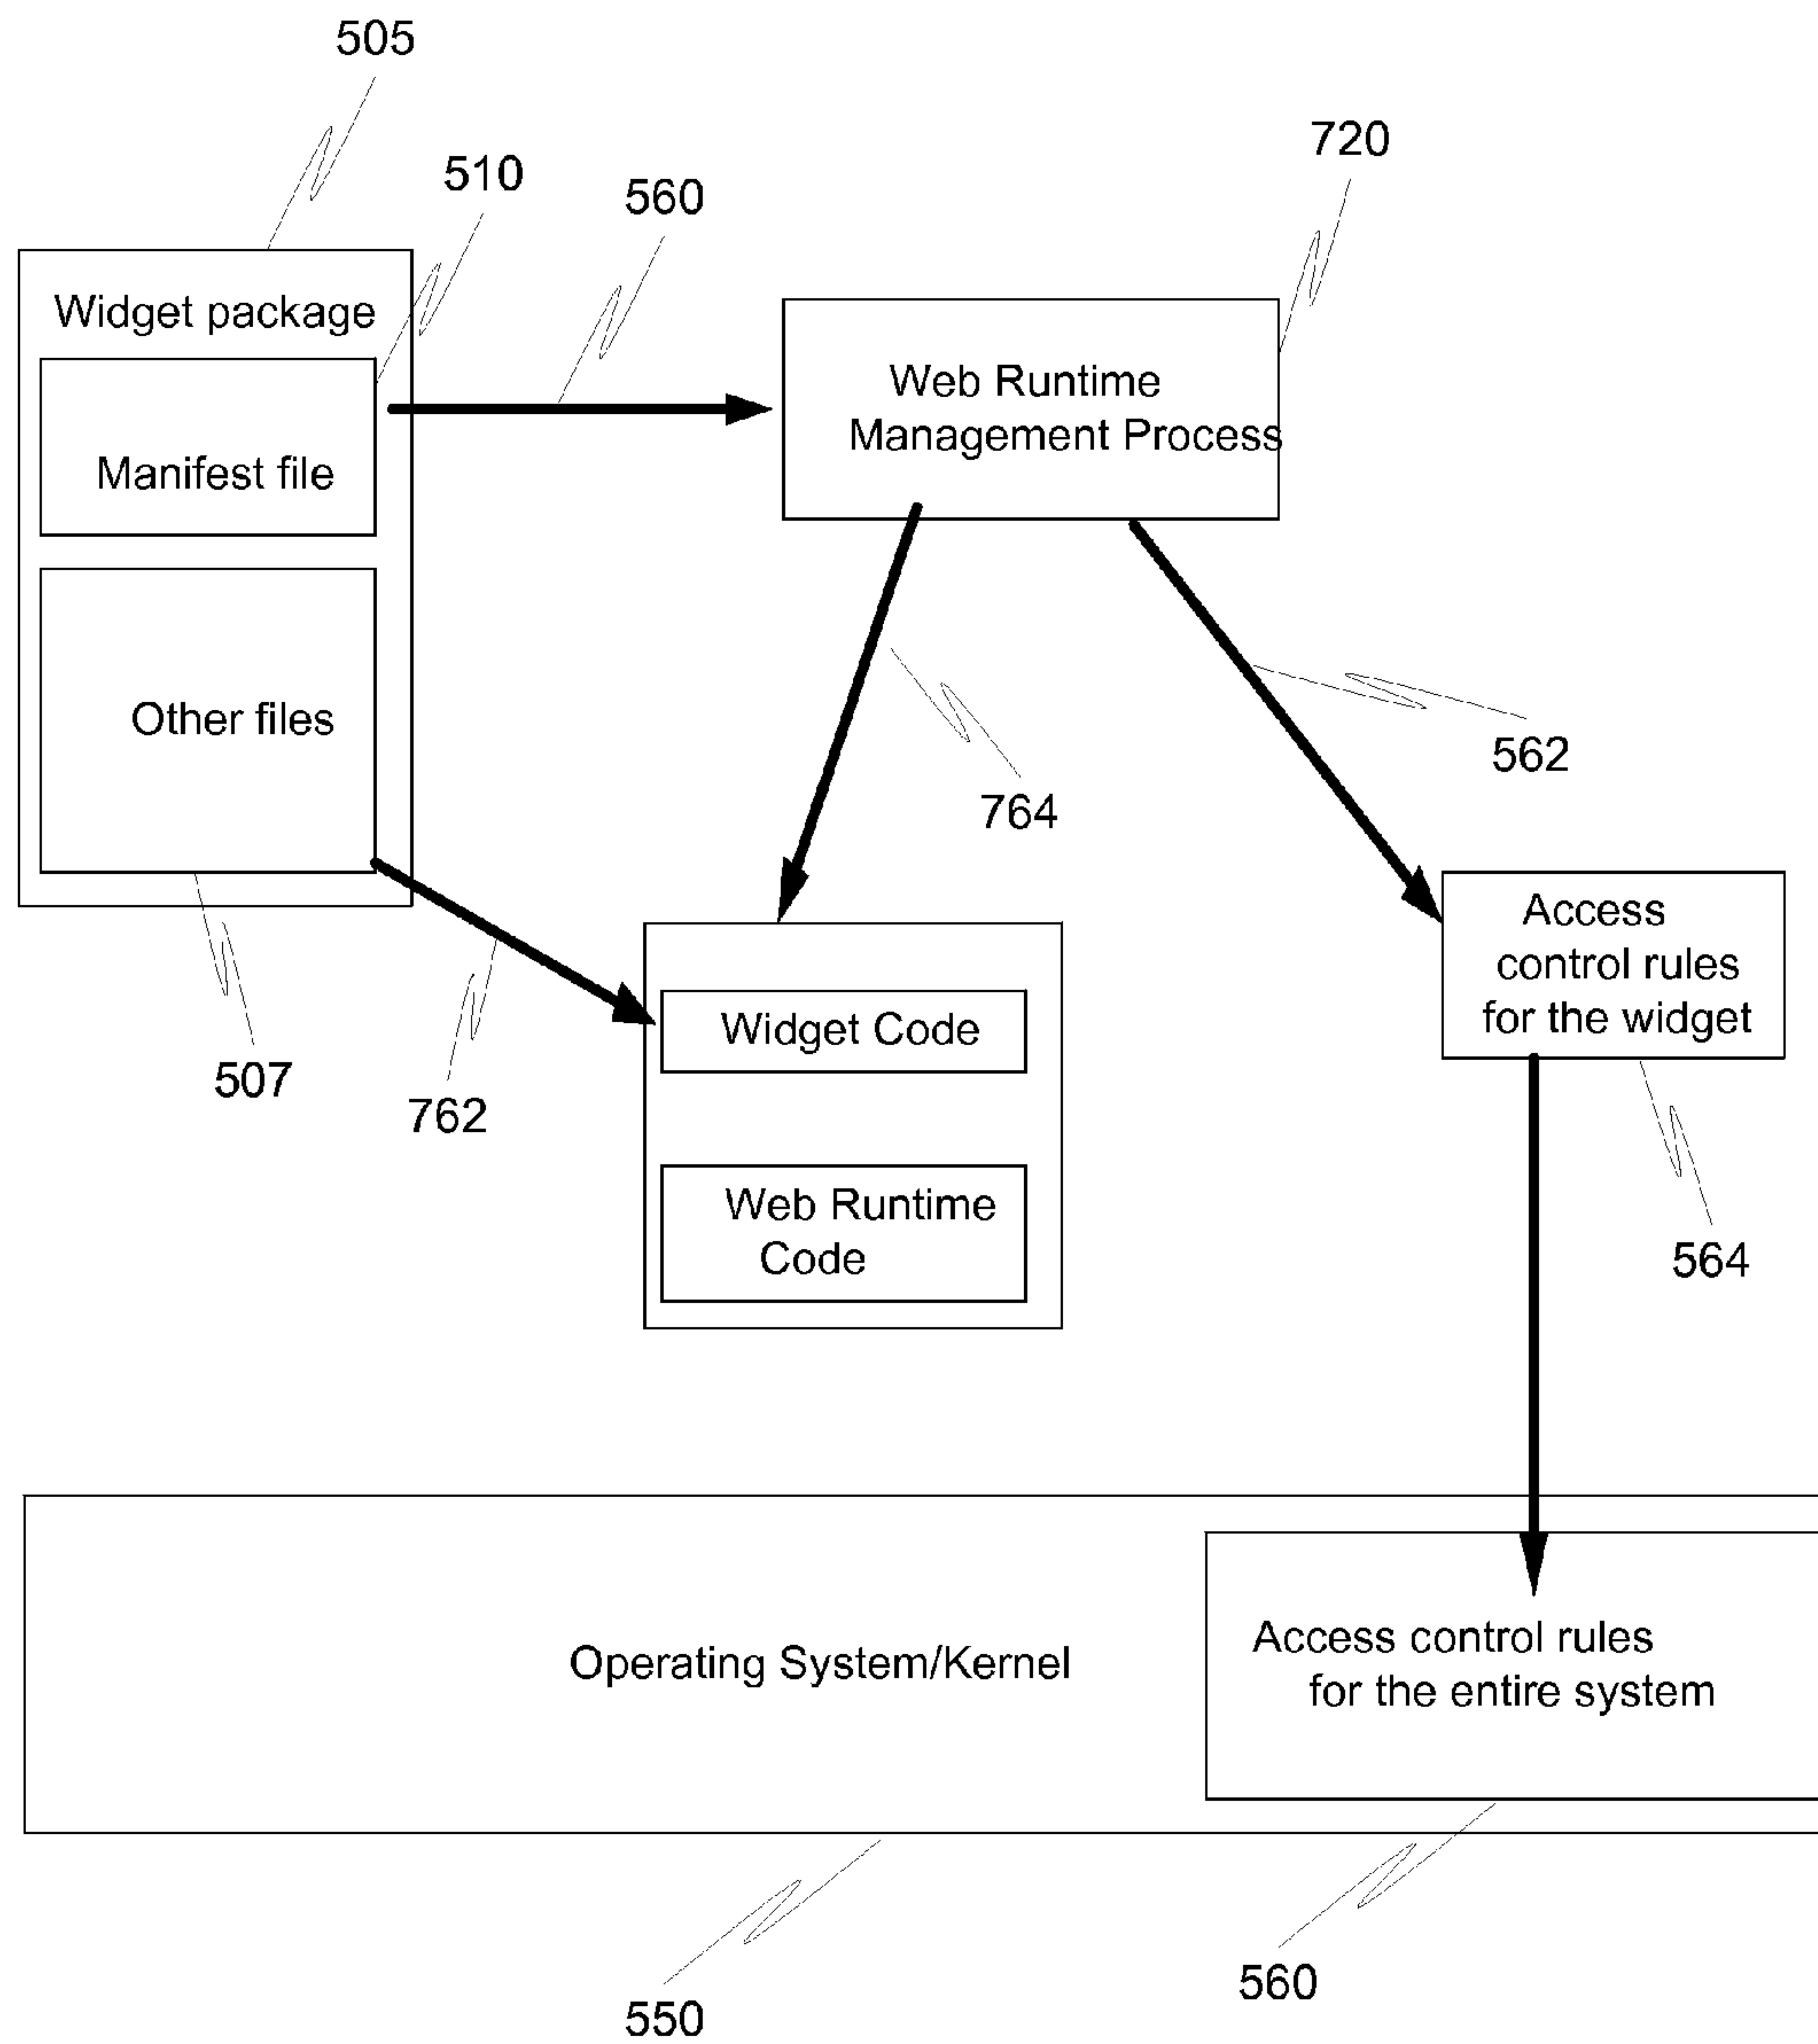 505
720
510
560
Widget package
Web Runtime
Management Process
Manifest file
Other files
562
764
Access
control rules
for the widget
Widget Code
507
762
Web Runtime
Code
564
Access control rules
for the entire system
Operating System/Kernel
560
550